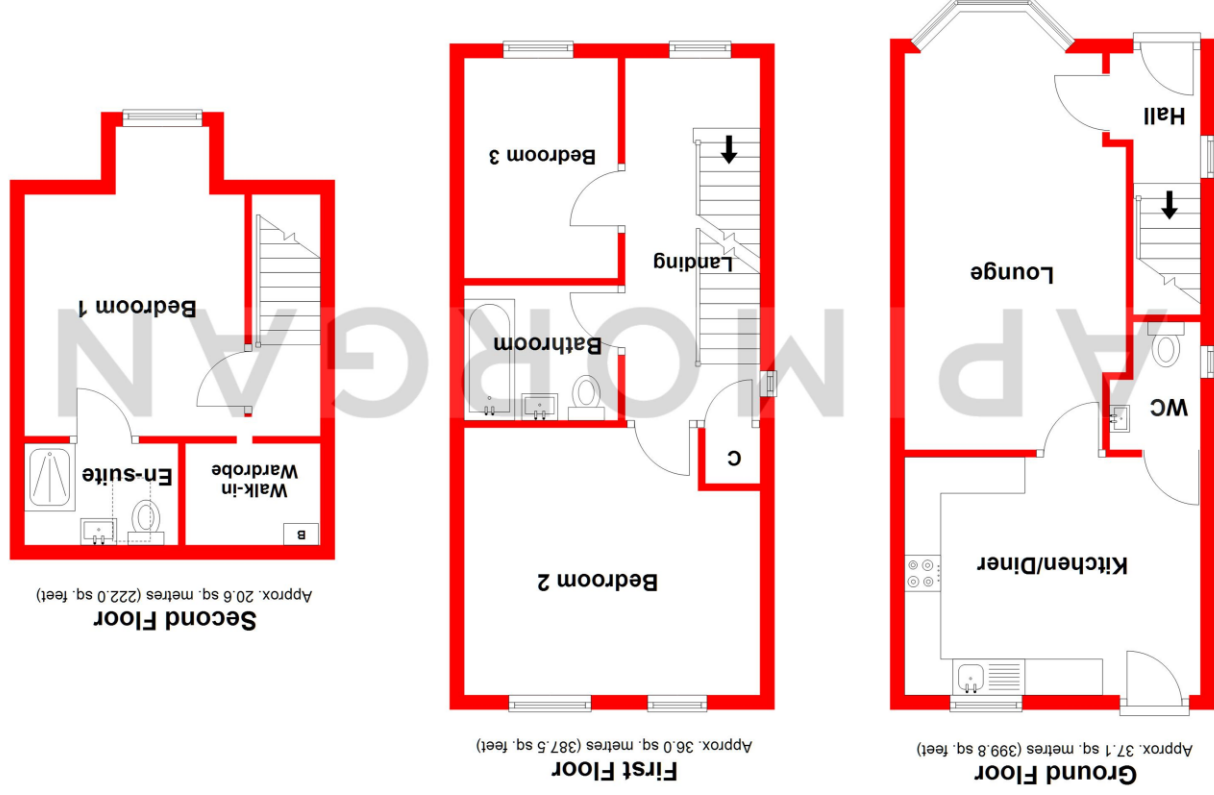 Ground Floor
Approx. 37.1 sq. metres (399.8 sq. feet)
Kitchen/Diner
WC
Lounge
Hall
First Floor
Approx. 36.0 sq. metres (387.5 sq. feet)
Bedroom 2
C
Bathroom
Landing
Bedroom 3
Second Floor
Approx. 20.6 sq. metres (222.0 sq. feet)
B
Walk-in
Wardrobe
En-suite
Bedroom 1
AP MORGAN